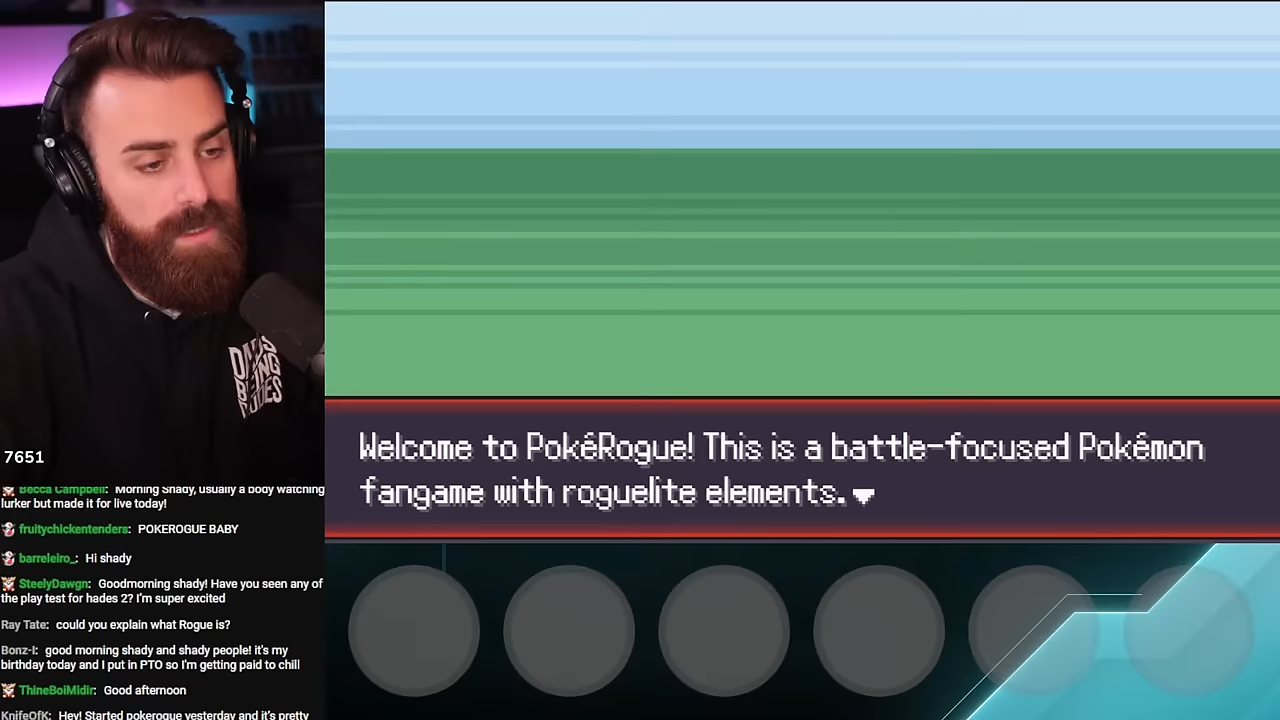 DADS
BEING
DUDES
7651
Becca Campbell: Morning Shady, usually a body watching
lurker but made it for live today!
fruitychickentenders: POKEROGUE BABY
barreleiro_: Hi shady
SteelyDawgn: Goodmorning shady! Have you seen any of
the play test for hades 2? I'm super excited
Ray Tate: could you explain what Rogue is?
Bonz-I: good morning shady and shady people! it's my
birthday today and I put in PTO so I'm getting paid to chill
ThineBoiMidir: Good afternoon
KnifeOfK: Hey! Started pokerogue yesterday and it's pretty
Welcome to PokéRogue! This is a battle-focused Pokémon
fangame with roguelite elements.